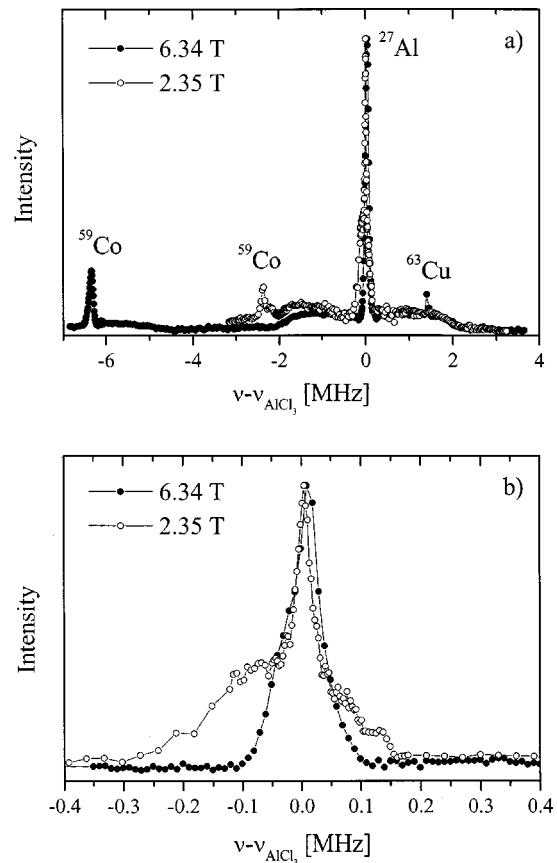 a)
6.34 T
2.35 T
²⁷Al
⁵⁹Co
⁵⁹Co
⁶³Cu
Intensity
-6 -4 -2 0 2 4
ν-ν_AlCl₃ [MHz]
b)
6.34 T
2.35 T
Intensity
-0.4 -0.3 -0.2 -0.1 0.0 0.1 0.2 0.3 0.4
ν-ν_AlCl₃ [MHz]